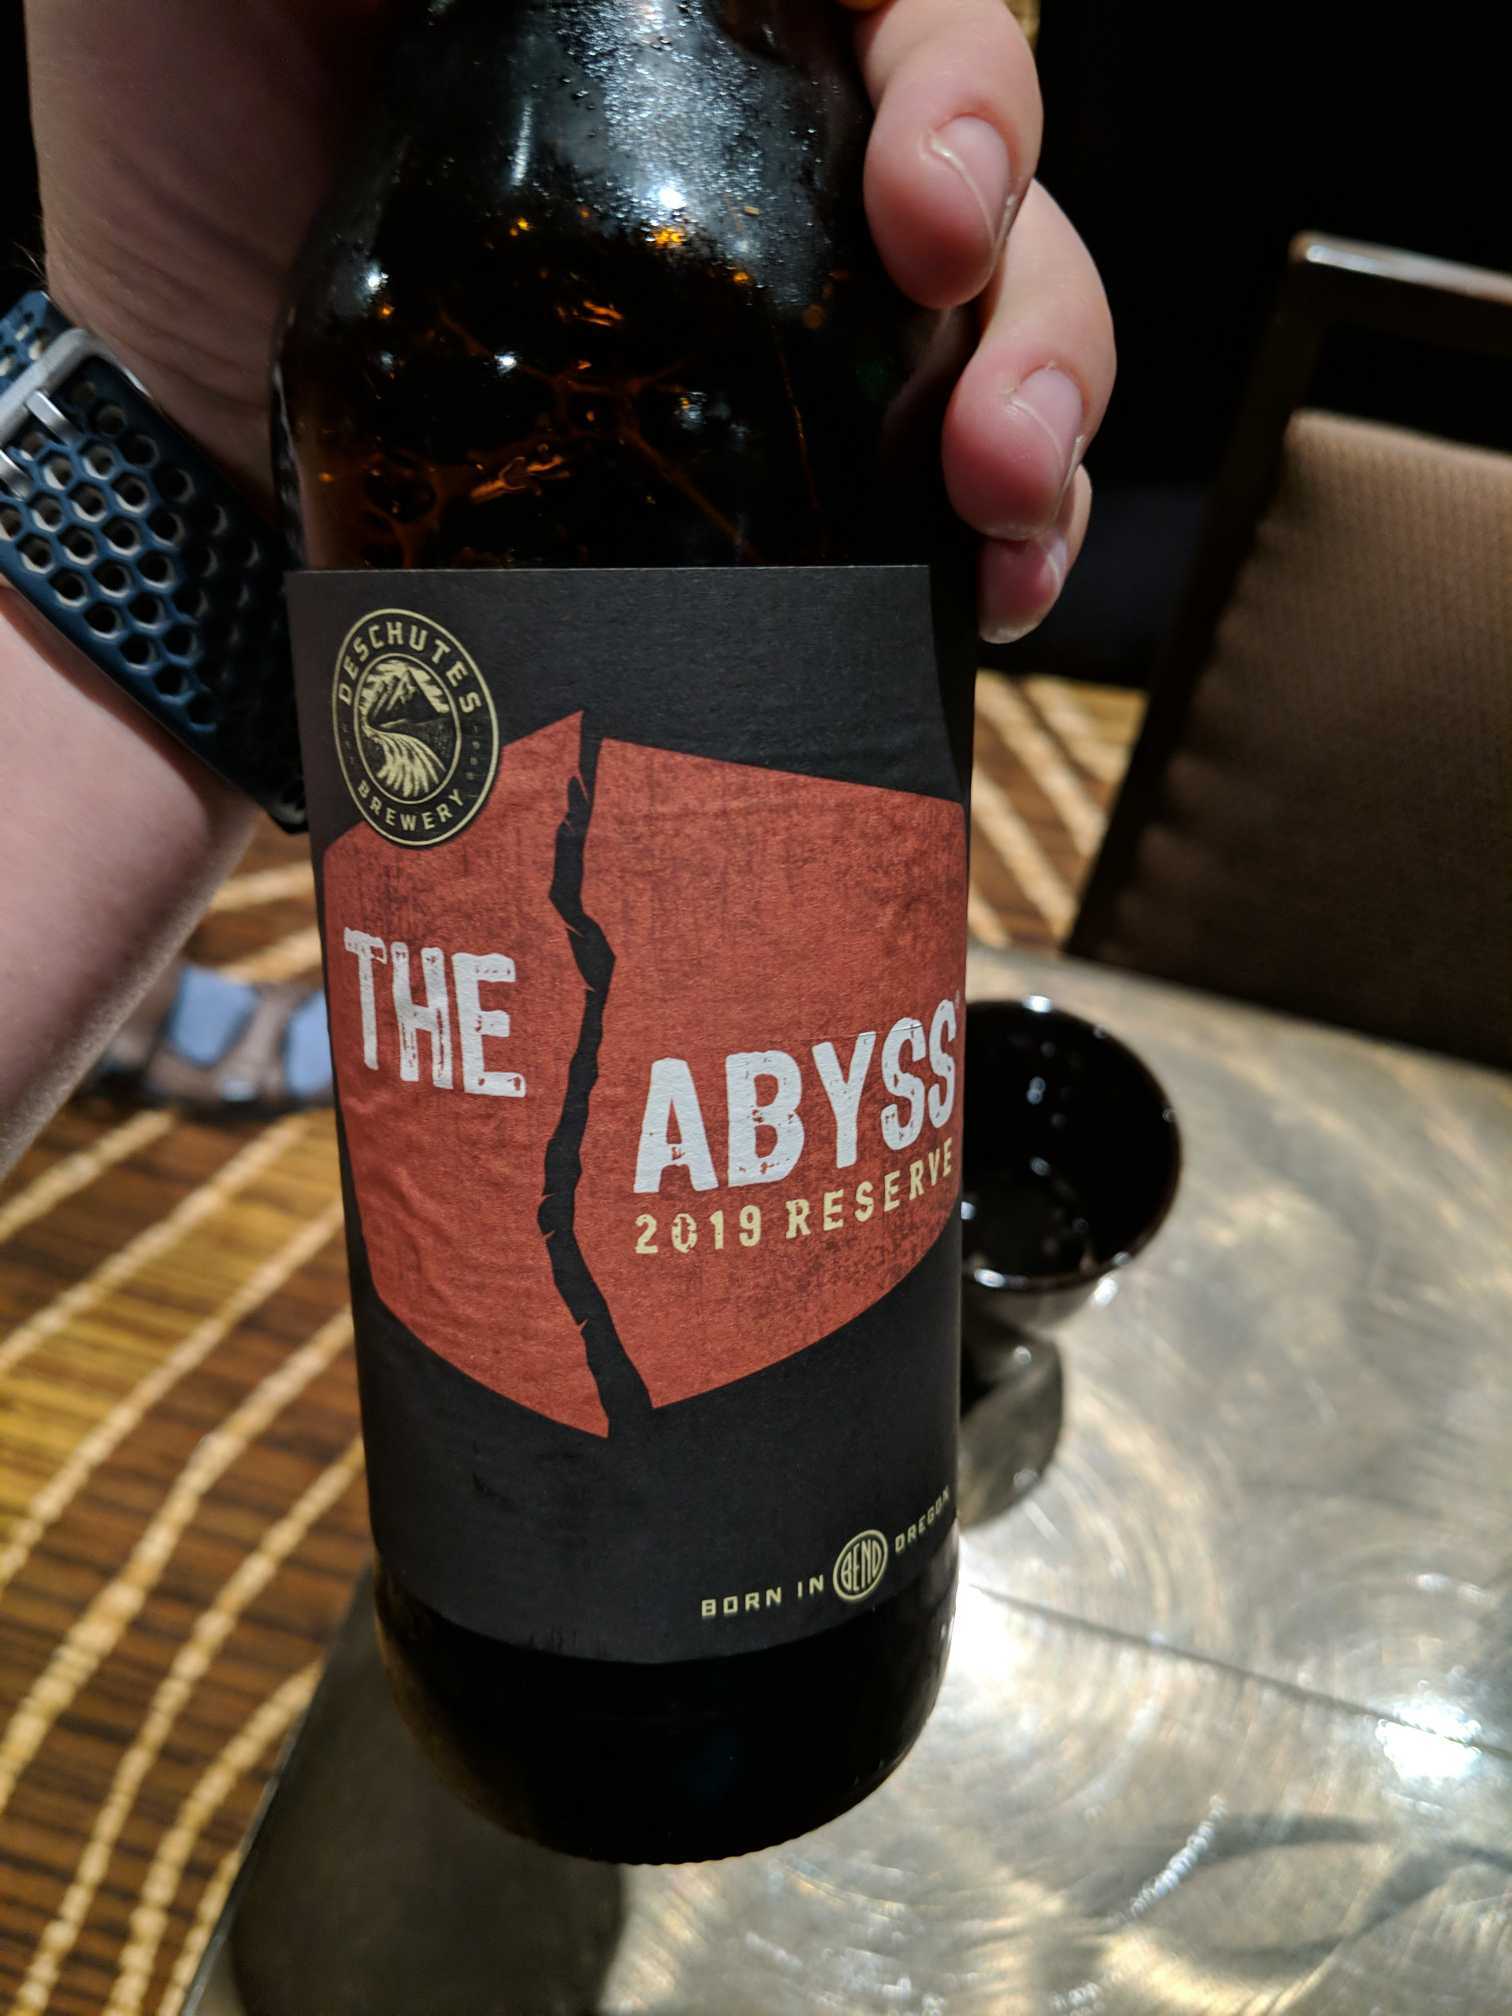 DESCHUTES
BREWERY
THE
ABYSS
2019 RESERVE
BORN IN BEND OREGON